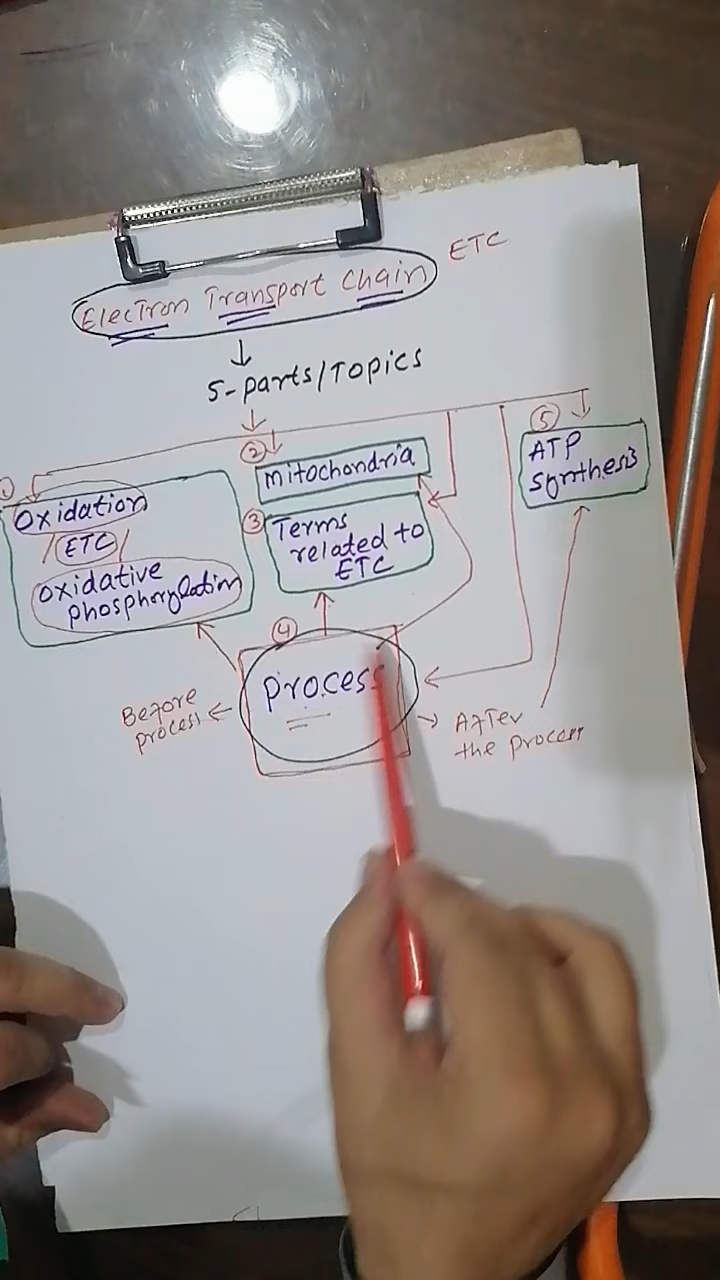 ETC
Electron Transport Chain
5-parts/Topics
1
Oxidation
/ETC/
Oxidative
phosphorylation
2
Mitochondria
3
Terms
related to
ETC
5
ATP
synthesis
4
Process
Before
process
After
the process